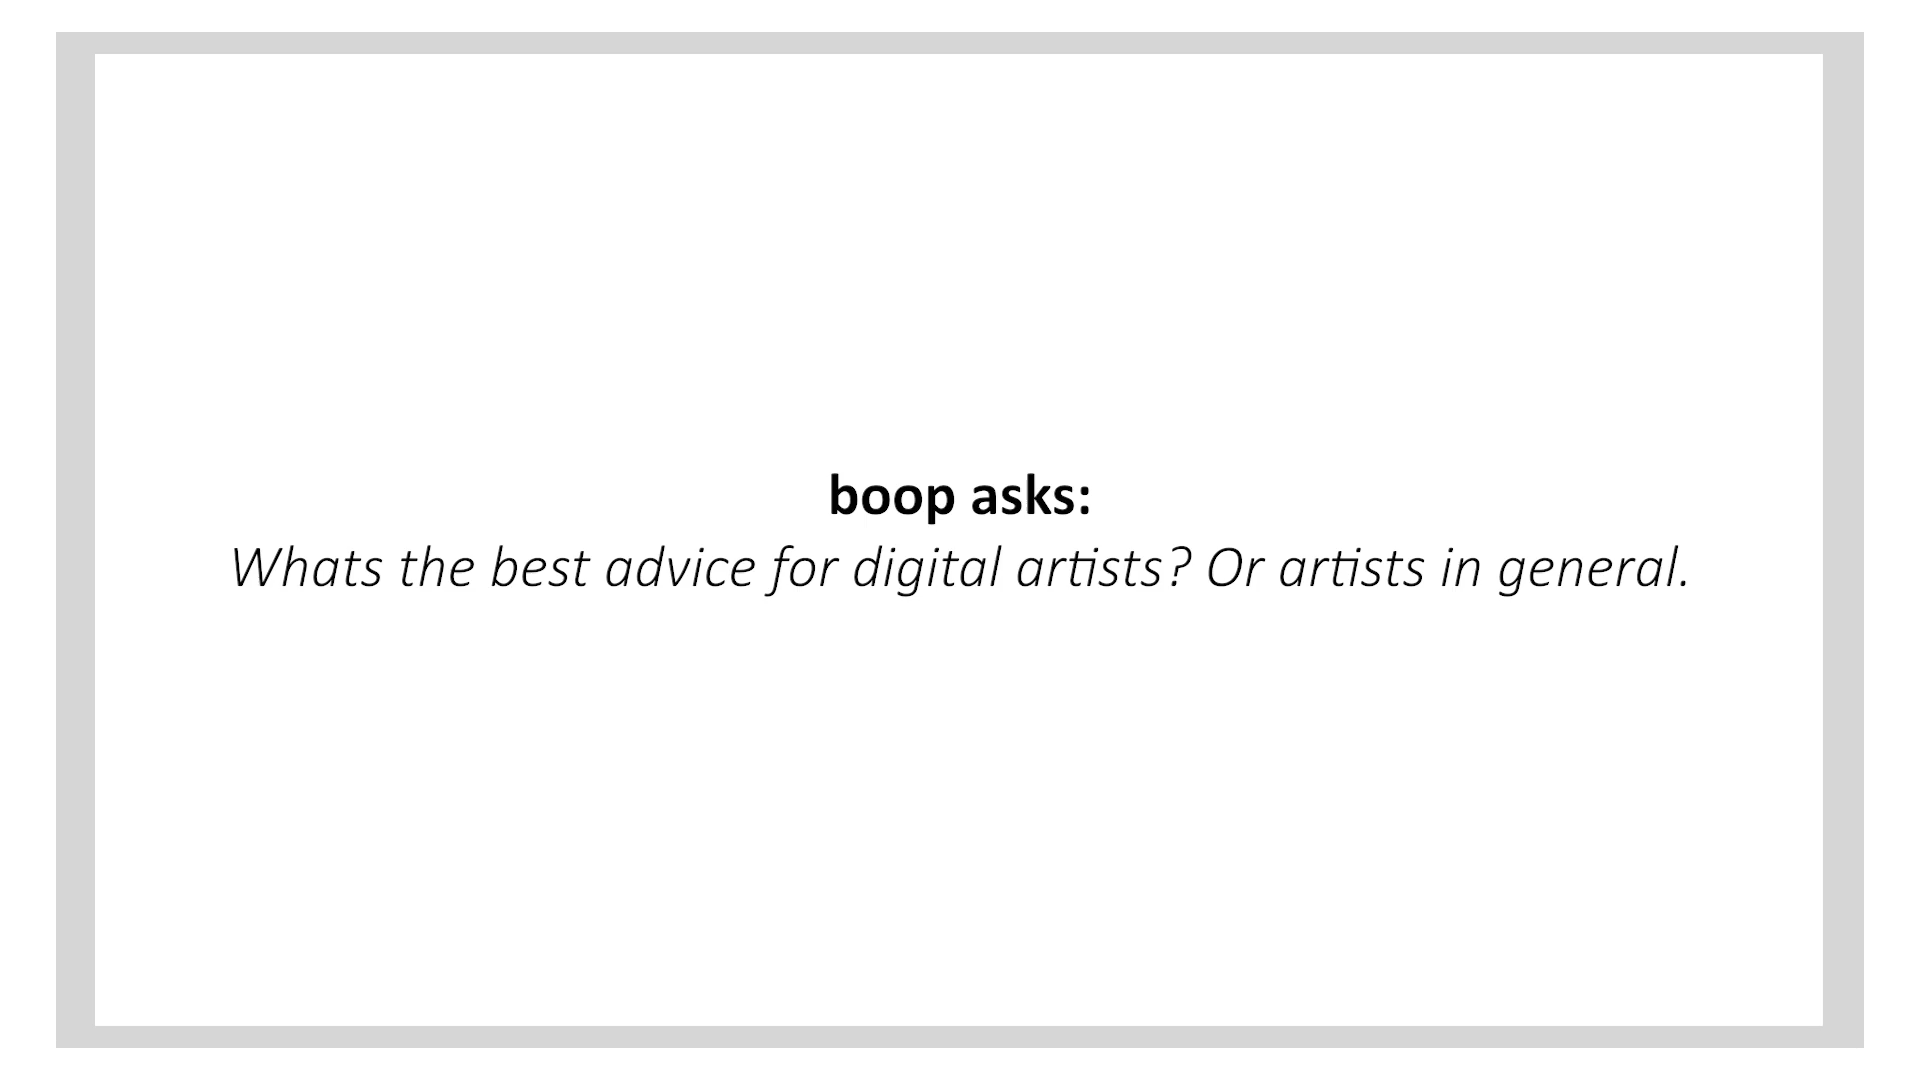 boop asks:
Whats the best advice for digital artists? Or artists in general.